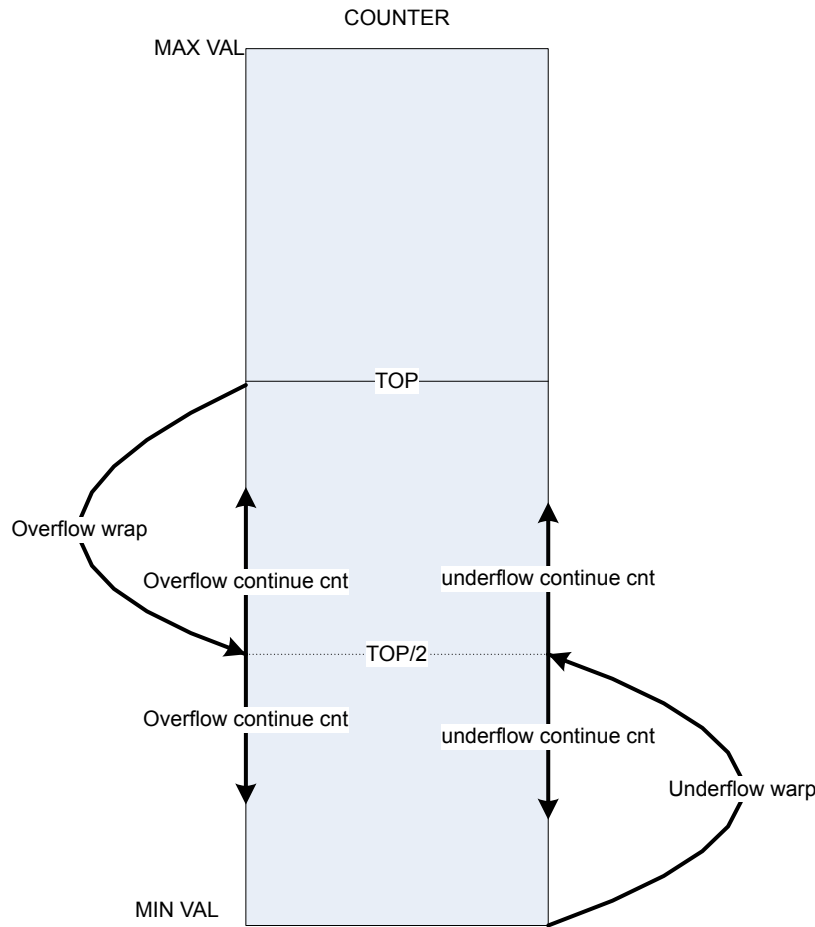 COUNTER
MAX VAL
TOP
Overflow wrap
Overflow continue cnt
underflow continue cnt
TOP/2
Overflow continue cnt
underflow continue cnt
Underflow warp
MIN VAL